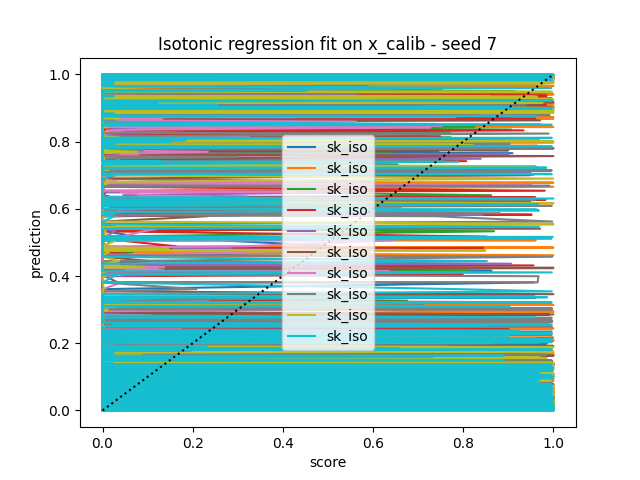 Isotonic regression fit on x_calib - seed 7
1.0
0.8
0.6
0.4
0.2
0.0
prediction
sk_iso
sk_iso
sk_iso
sk_iso
sk_iso
sk_iso
sk_iso
sk_iso
sk_iso
sk_iso
0.0 0.2 0.4 0.6 0.8 1.0
score